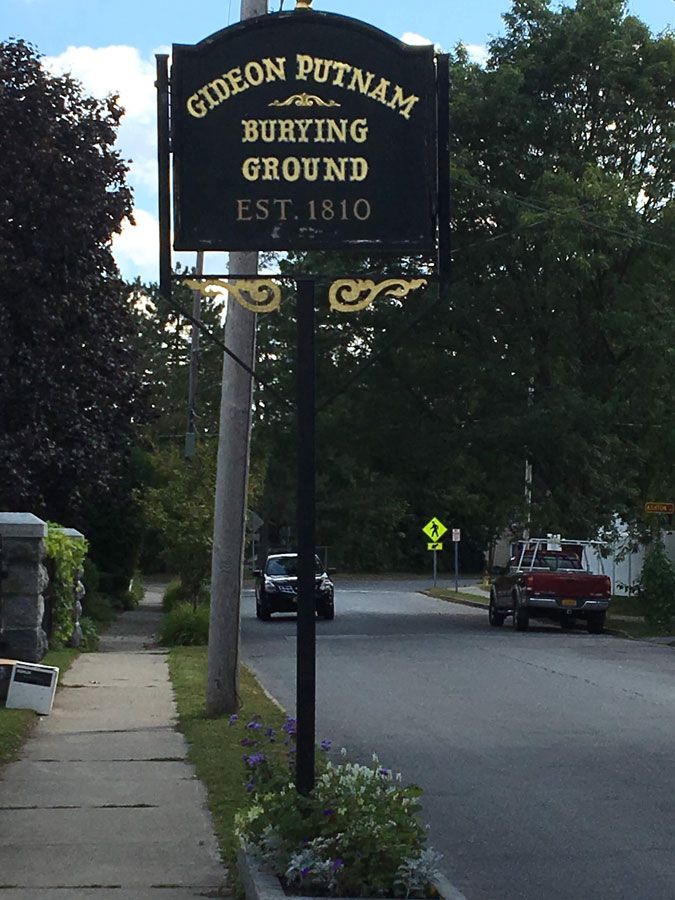 GIDEON PUTNAM
BURYING
GROUND
EST. 1810